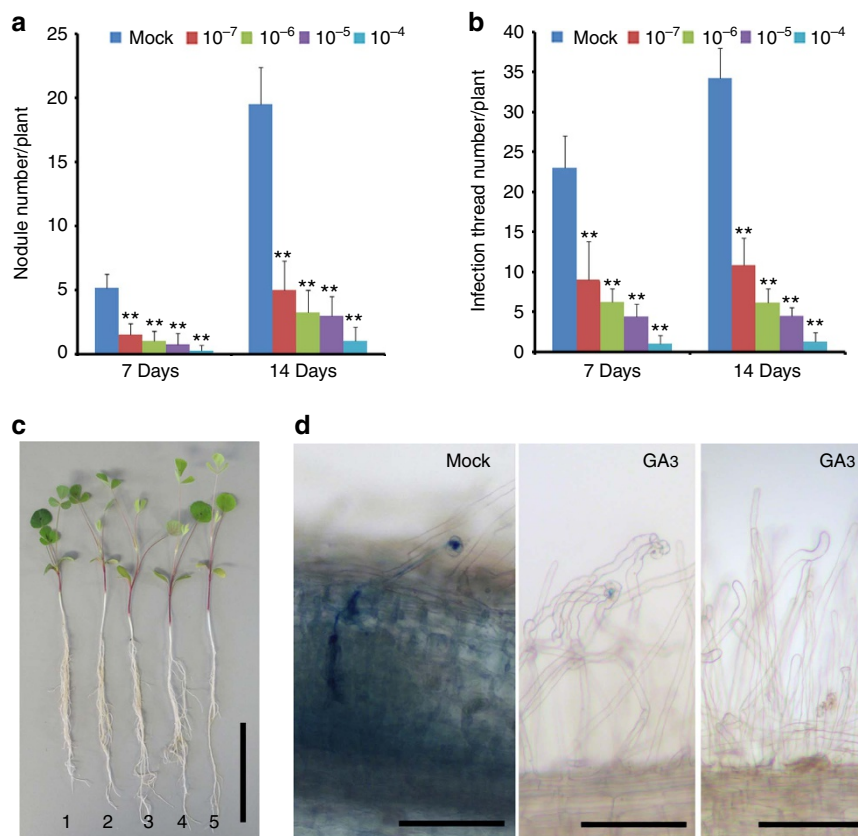 a
Mock 10⁻⁷ 10⁻⁶ 10⁻⁵ 10⁻⁴
Nodule number/plant
25
20
15
10
5
0
** ** ** **
** ** ** **
7 Days 14 Days
b
Mock 10⁻⁷ 10⁻⁶ 10⁻⁵ 10⁻⁴
Infection thread number/plant
40
35
30
25
20
15
10
5
0
** ** ** **
** ** ** **
7 Days 14 Days
c
1 2 3 4 5
d
Mock GA3 GA3